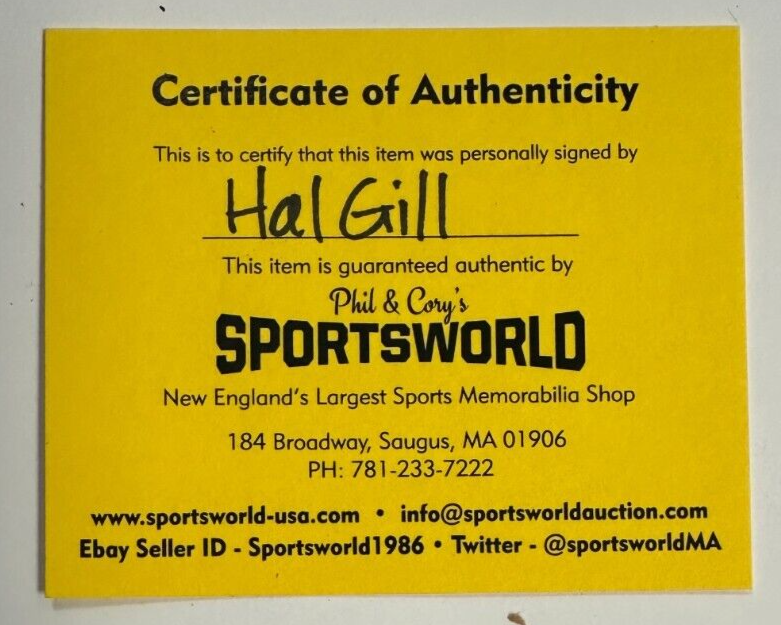 Certificate of Authenticity
This is to certify that this item was personally signed by
Hal Gill
This item is guaranteed authentic by
Phil & Cory's
SPORTSWORLD
New England's Largest Sports Memorabilia Shop
184 Broadway, Saugus, MA 01906
PH: 781-233-7222
www.sportsworld-usa.com • info@sportsworldauction.com
Ebay Seller ID - Sportsworld1986 • Twitter - @sportsworldMA